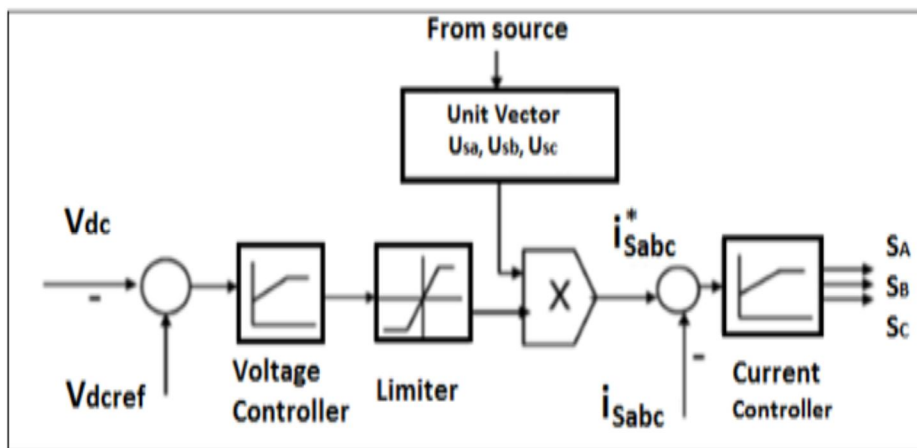 From source
Unit Vector
Usa, Usb, Usc
Vdc
-
Vdcref
Voltage
Controller
Limiter
X
i*Sabc
-
iSabc
Current
Controller
SA
SB
SC